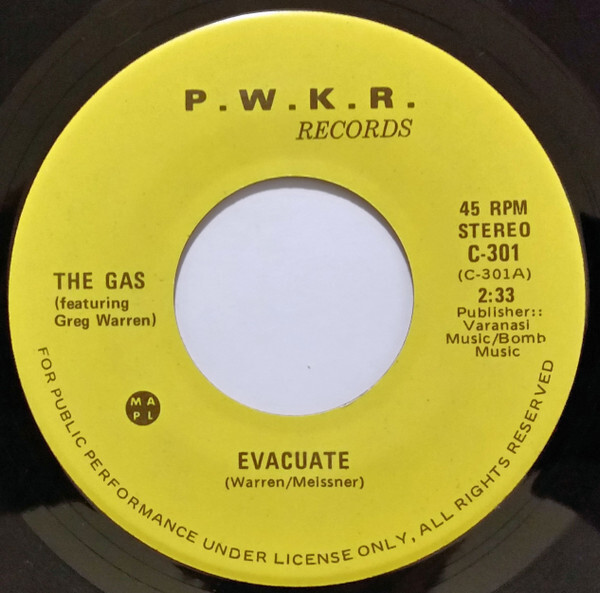 P.W.K.R.
RECORDS
45 RPM
STEREO
C-301
(C-301A)
2:33
Publisher::
Varanasi
Music/Bomb
Music
THE GAS
(featuring
Greg Warren)
M A
P L
EVACUATE
(Warren/Meissner)
FOR PUBLIC PERFORMANCE UNDER LICENSE ONLY, ALL RIGHTS RESERVED